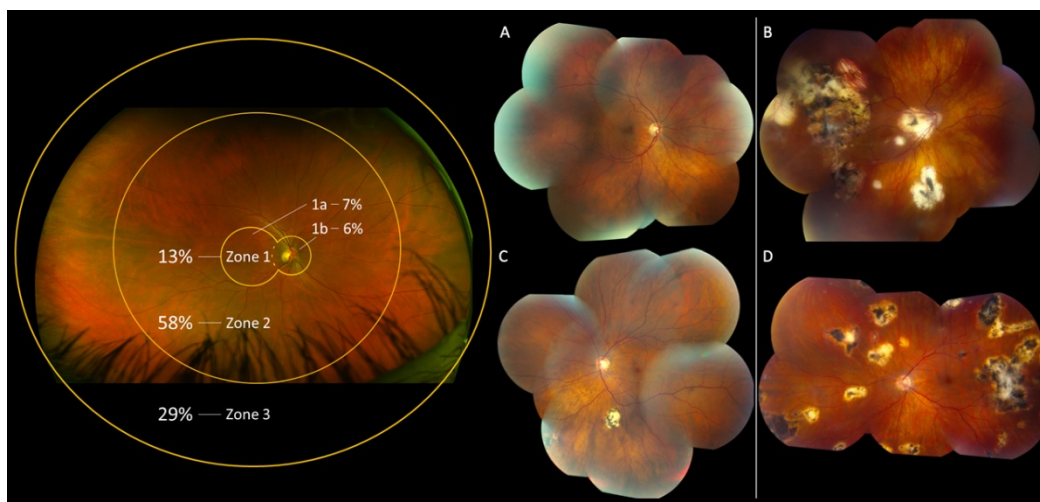 1a – 7%
1b – 6%
13% Zone 1
58% Zone 2
29% Zone 3
A
B
C
D